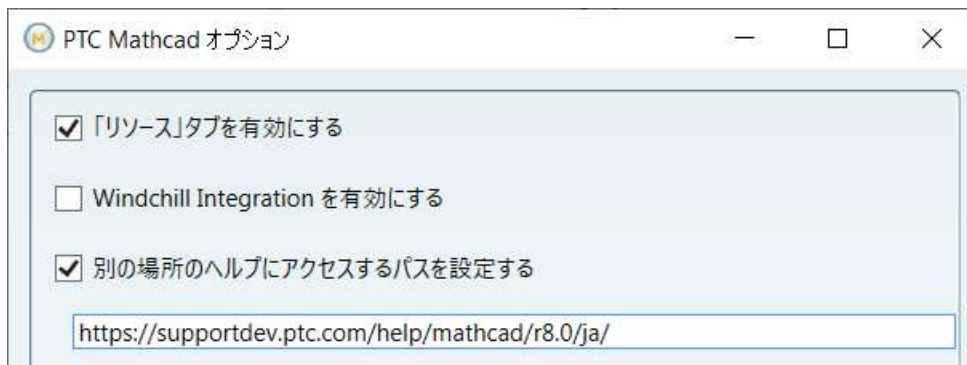 PTC Mathcad オプション
「リソース」タブを有効にする
Windchill Integration を有効にする
別の場所のヘルプにアクセスするパスを設定する
https://supportdev.ptc.com/help/mathcad/r8.0/ja/